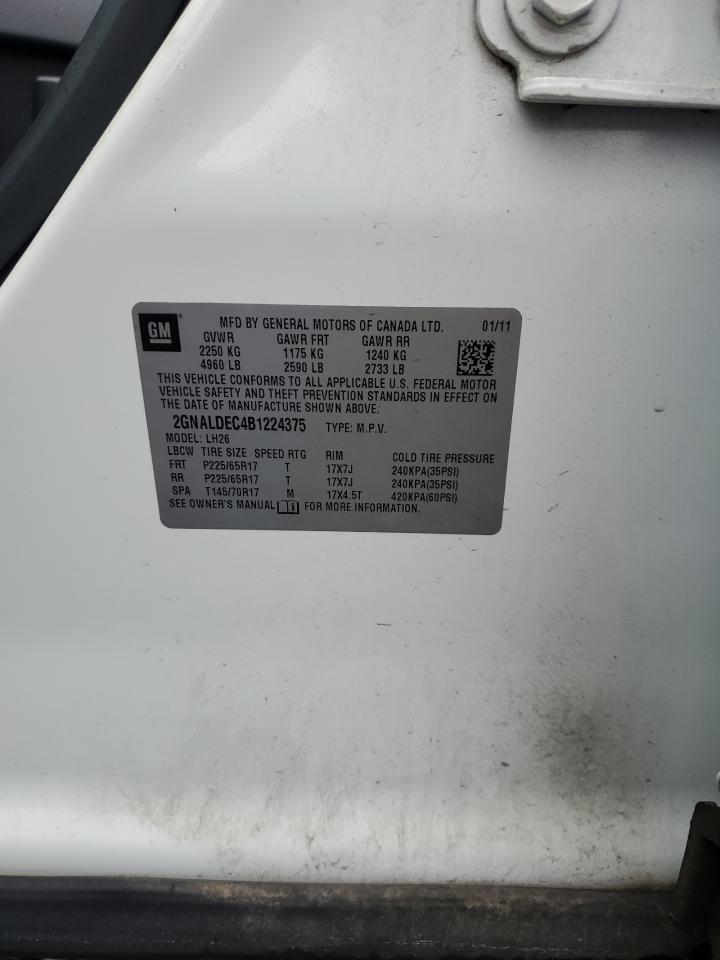 GM ® MFD BY GENERAL MOTORS OF CANADA LTD. 01/11
GVWR GAWR FRT GAWR RR
2250 KG 1175 KG 1240 KG
4960 LB 2590 LB 2733 LB
THIS VEHICLE CONFORMS TO ALL APPLICABLE U.S. FEDERAL MOTOR
VEHICLE SAFETY AND THEFT PREVENTION STANDARDS IN EFFECT ON
THE DATE OF MANUFACTURE SHOWN ABOVE.
2GNALDEC4B1224375 TYPE: M.P.V.
MODEL: LH26
LBCW TIRE SIZE SPEED RTG RIM COLD TIRE PRESSURE
FRT P225/65R17 T 17X7J 240KPA(35PSI)
RR P225/65R17 T 17X7J 240KPA(35PSI)
SPA T145/70R17 M 17X4.5T 420KPA(60PSI)
SEE OWNER'S MANUAL FOR MORE INFORMATION.